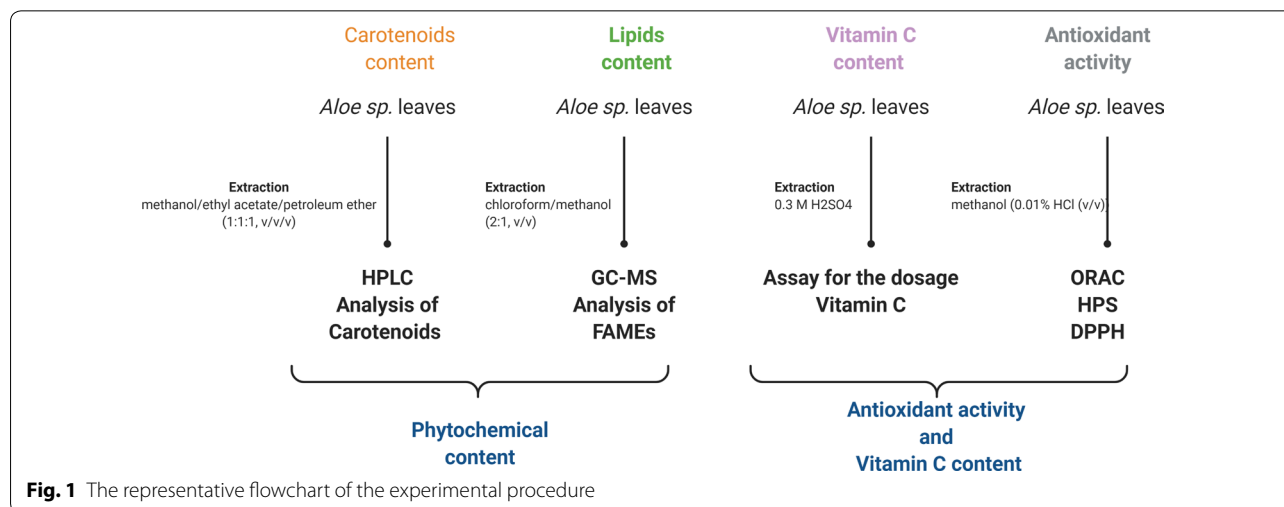 Carotenoids
content
Lipids
content
Vitamin C
content
Antioxidant
activity
Aloe sp. leaves
Aloe sp. leaves
Aloe sp. leaves
Aloe sp. leaves
Extraction
methanol/ethyl acetate/petroleum ether
(1:1:1, v/v/v)
Extraction
chloroform/methanol
(2:1, v/v)
Extraction
0.3 M H2SO4
Extraction
methanol (0.01% HCl (v/v))
HPLC
Analysis of
Carotenoids
GC-MS
Analysis of
FAMEs
Assay for the dosage
Vitamin C
ORAC
HPS
DPPH
Phytochemical
content
Antioxidant activity
and
Vitamin C content
Fig. 1 The representative flowchart of the experimental procedure